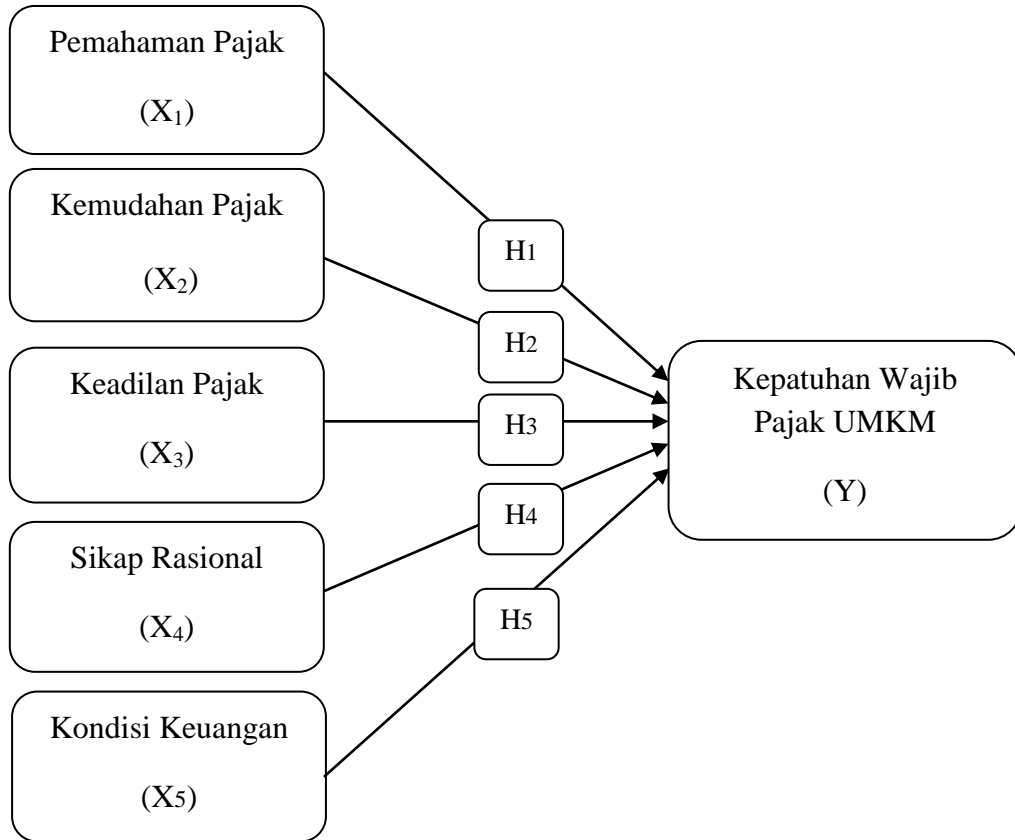 Pemahaman Pajak
(X₁)
Kemudahan Pajak
(X₂)
Keadilan Pajak
(X₃)
Sikap Rasional
(X₄)
Kondisi Keuangan
(X5)
H1
H2
H3
H4
H5
Kepatuhan Wajib
Pajak UMKM
(Y)